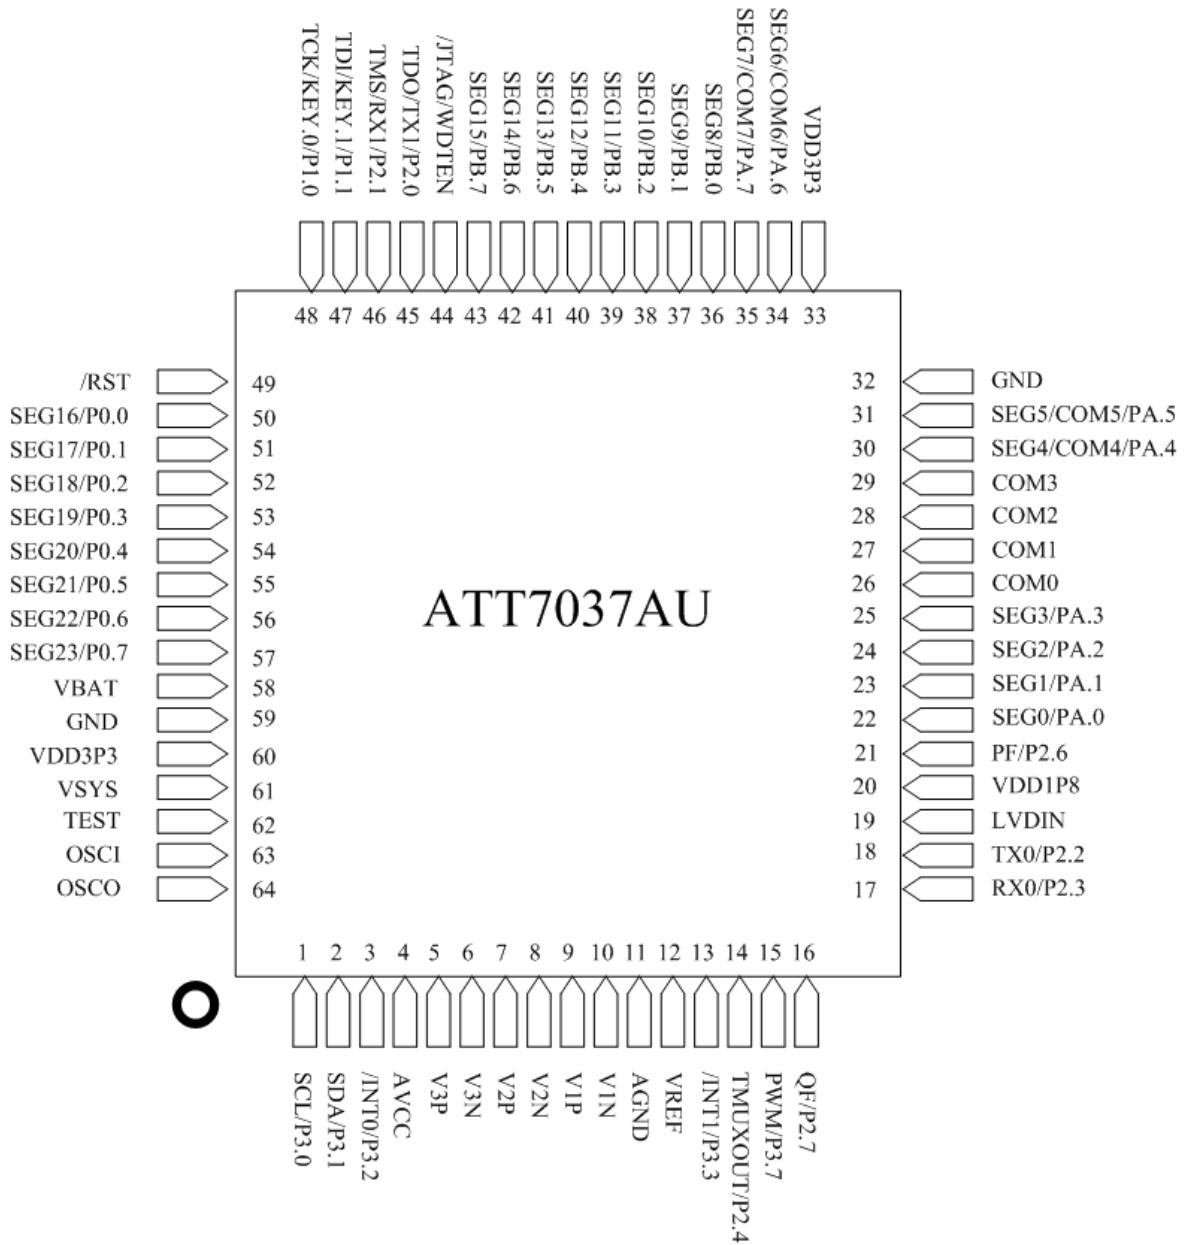 TCK/KEY.0/P1.0
TDI/KEY.1/P1.1
TMS/RX1/P2.1
TDO/TX1/P2.0
/JTAG/WDTEN
SEG15/PB.7
SEG14/PB.6
SEG13/PB.5
SEG12/PB.4
SEG11/PB.3
SEG10/PB.2
SEG9/PB.1
SEG8/PB.0
SEG7/COM7/PA.7
SEG6/COM6/PA.6
VDD3P3
48 47 46 45 44 43 42 41 40 39 38 37 36 35 34 33
/RST 49
SEG16/P0.0 50
SEG17/P0.1 51
SEG18/P0.2 52
SEG19/P0.3 53
SEG20/P0.4 54
SEG21/P0.5 55
SEG22/P0.6 56
SEG23/P0.7 57
VBAT 58
GND 59
VDD3P3 60
VSYS 61
TEST 62
OSCI 63
OSCO 64
ATT7037AU
32 GND
31 SEG5/COM5/PA.5
30 SEG4/COM4/PA.4
29 COM3
28 COM2
27 COM1
26 COM0
25 SEG3/PA.3
24 SEG2/PA.2
23 SEG1/PA.1
22 SEG0/PA.0
21 PF/P2.6
20 VDD1P8
19 LVDIN
18 TX0/P2.2
17 RX0/P2.3
1 2 3 4 5 6 7 8 9 10 11 12 13 14 15 16
SCL/P3.0
SDA/P3.1
/INT0/P3.2
AVCC
V3P
V3N
V2P
V2N
V1P
V1N
AGND
VREF
/INT1/P3.3
TMUXOUT/P2.4
PWM/P3.7
QF/P2.7